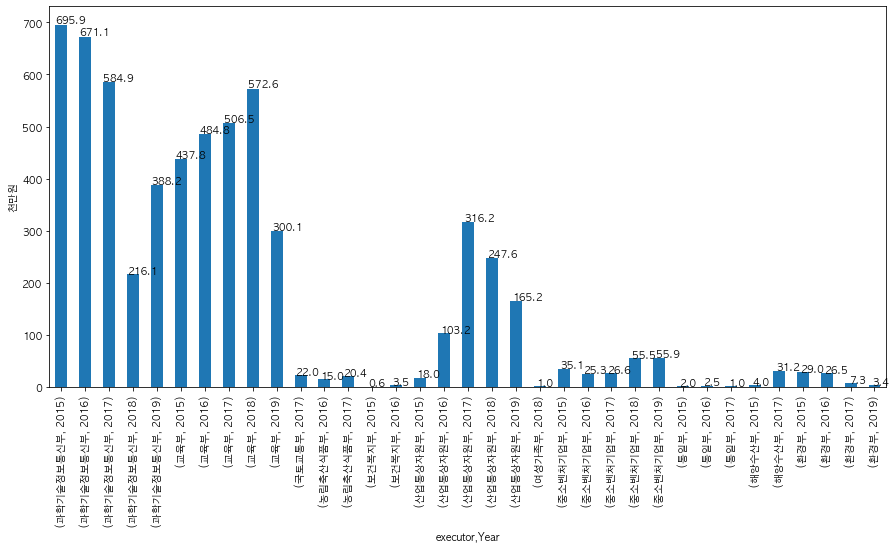 700
600
500
400
300
200
100
0
천만원
695.9
671.1
584.9
216.1
388.2
437.8
484.8
506.5
572.6
300.1
22.0
15.0
20.4
0.6
3.5
18.0
103.2
316.2
247.6
165.2
1.0
35.1
25.3
26.6
55.5
55.9
2.0
2.5
1.0
4.0
31.2
29.0
26.5
7.3
3.4
(과학기술정보통신부, 2015)
(과학기술정보통신부, 2016)
(과학기술정보통신부, 2017)
(과학기술정보통신부, 2018)
(과학기술정보통신부, 2019)
(교육부, 2015)
(교육부, 2016)
(교육부, 2017)
(교육부, 2018)
(교육부, 2019)
(국토교통부, 2017)
(농림축산식품부, 2016)
(농림축산식품부, 2017)
(보건복지부, 2015)
(보건복지부, 2016)
(산업통상자원부, 2015)
(산업통상자원부, 2016)
(산업통상자원부, 2017)
(산업통상자원부, 2018)
(산업통상자원부, 2019)
(여성가족부, 2018)
(중소벤처기업부, 2015)
(중소벤처기업부, 2016)
(중소벤처기업부, 2017)
(중소벤처기업부, 2018)
(중소벤처기업부, 2019)
(통일부, 2015)
(통일부, 2016)
(통일부, 2017)
(해양수산부, 2015)
(해양수산부, 2017)
(환경부, 2015)
(환경부, 2016)
(환경부, 2017)
(환경부, 2019)
executor,Year